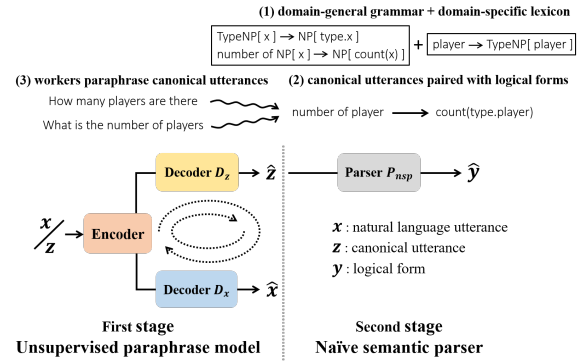 (1) domain-general grammar + domain-specific lexicon
TypeNP[ x ] → NP[ type.x ]
number of NP[ x ] → NP[ count(x) ]
+
player → TypeNP[ player ]
(3) workers paraphrase canonical utterances
(2) canonical utterances paired with logical forms
How many players are there
What is the number of players
number of player → count(type.player)
Decoder D_z
ẑ
Parser P_nsp
ŷ
x/z
Encoder
x : natural language utterance
z : canonical utterance
y : logical form
Decoder D_x
x̂
First stage
Unsupervised paraphrase model
Second stage
Naïve semantic parser